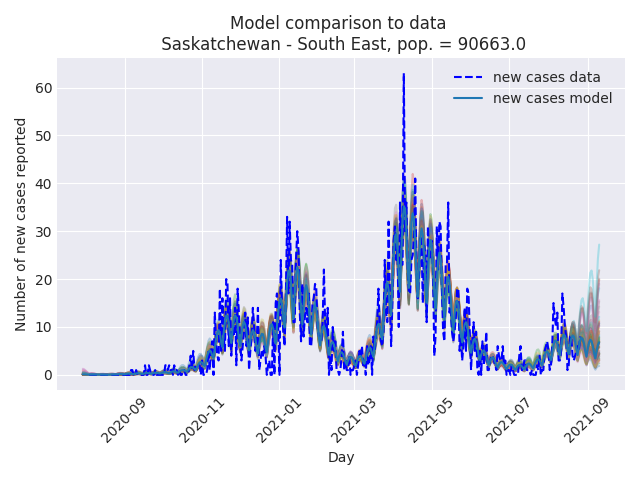 Model comparison to data
Saskatchewan - South East, pop. = 90663.0
new cases data
new cases model
Number of new cases reported
60
50
40
30
20
10
0
2020-09
2020-11
2021-01
2021-03
2021-05
2021-07
2021-09
Day